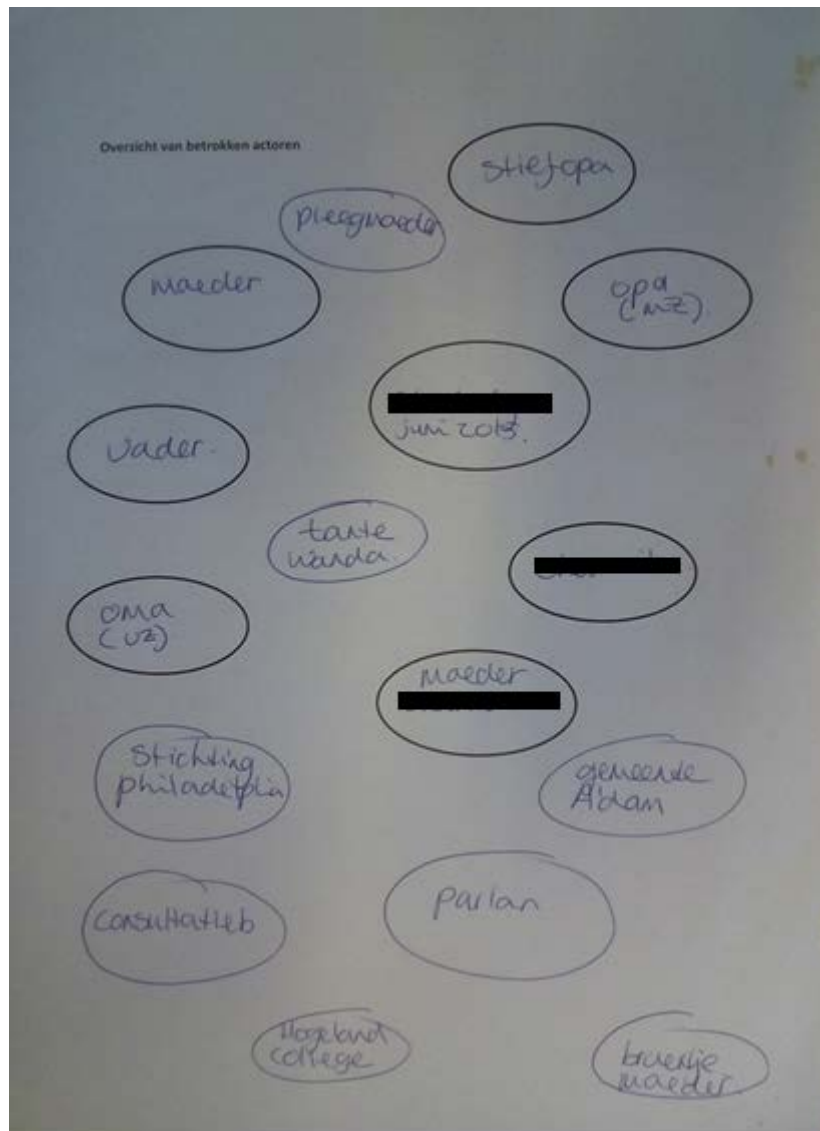 Overzicht van betrokken actoren
stiefopa
pleegmoeder
moeder
opa
(MZ).
juni 2013.
vader.
tante
wanda.
oma
(VZ)
moeder
Stichting
philadelphia
gemeente
A'dam
parlan
consultatieb
Hogeland
college
broertje
moeder.